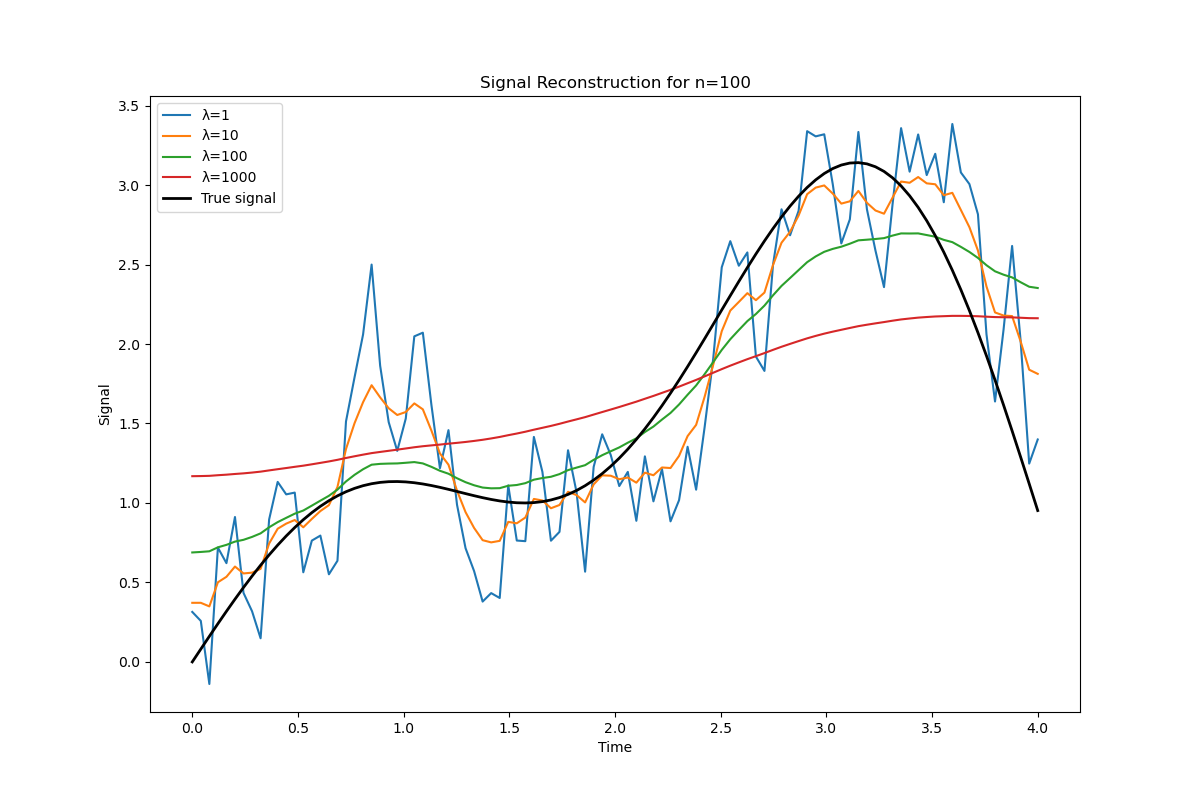 Signal Reconstruction for n=100
λ=1
λ=10
λ=100
λ=1000
True signal
3.5
3.0
2.5
2.0
1.5
1.0
0.5
0.0
Signal
0.0 0.5 1.0 1.5 2.0 2.5 3.0 3.5 4.0
Time